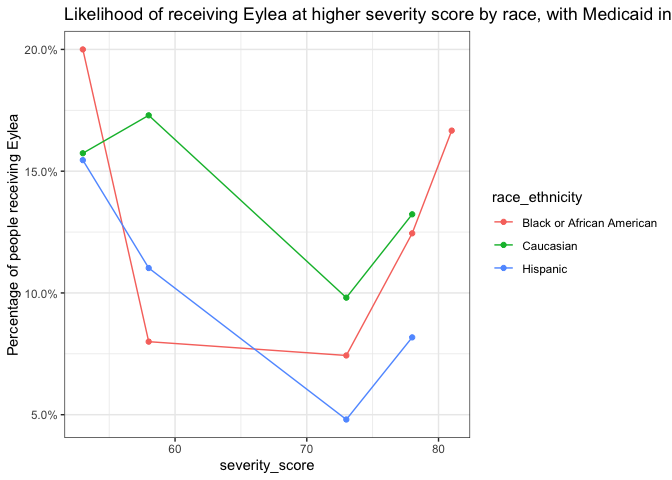 Likelihood of receiving Eylea at higher severity score by race, with Medicaid in
20.0%
15.0%
10.0%
5.0%
Percentage of people receiving Eylea
60
70
80
severity_score
race_ethnicity
Black or African American
Caucasian
Hispanic